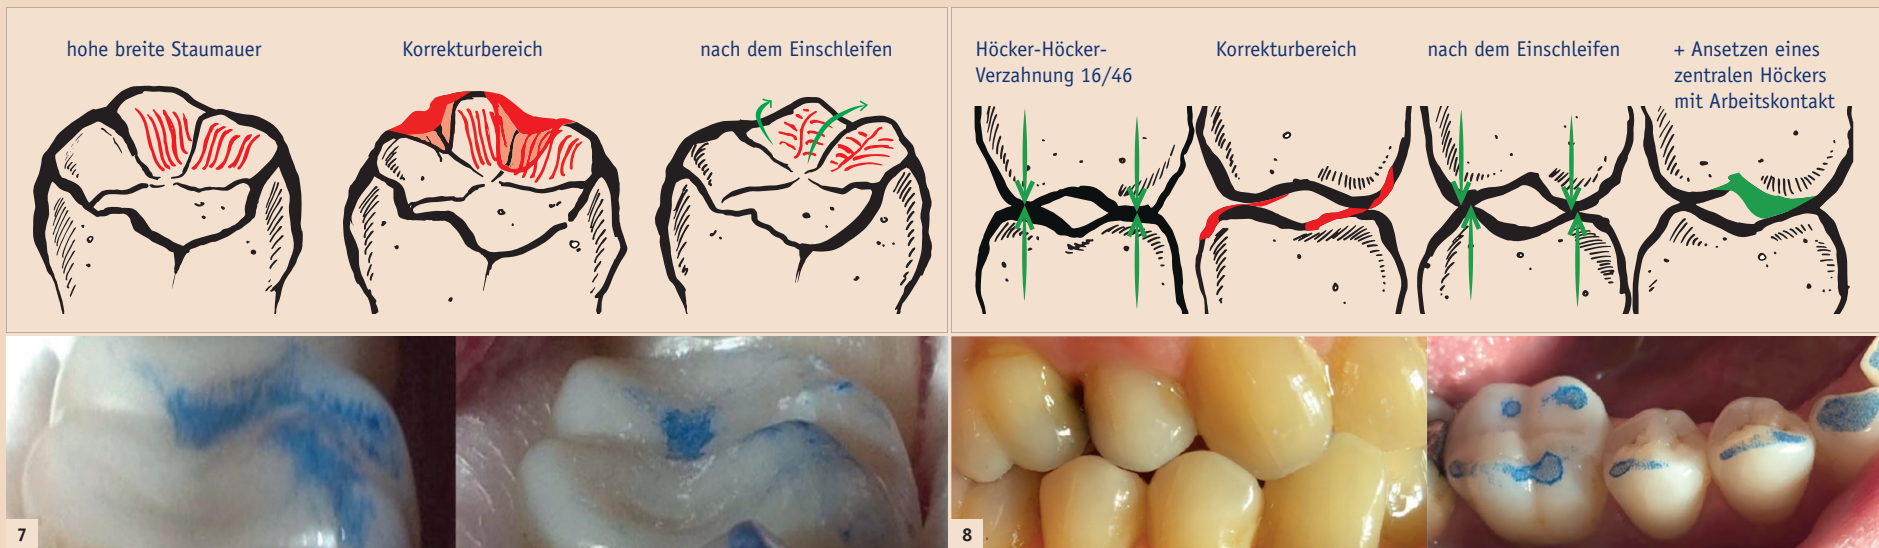 hohe breite Staumauer
Korrekturbereich
nach dem Einschleifen
Höcker-Höcker-
Verzahnung 16/46
Korrekturbereich
nach dem Einschleifen
+ Ansetzen eines
zentralen Höckers
mit Arbeitskontakt
7
8